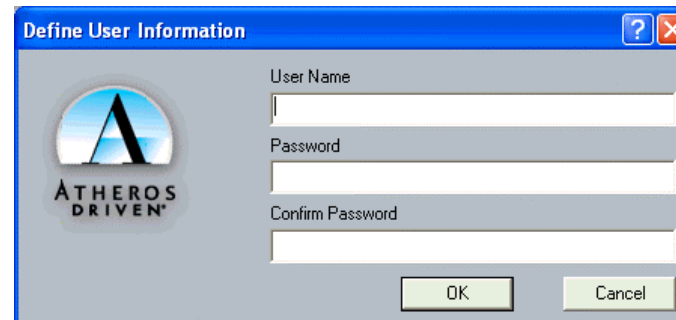 Define User Information
User Name
Password
Confirm Password
A
ATHEROS
DRIVEN®
OK
Cancel